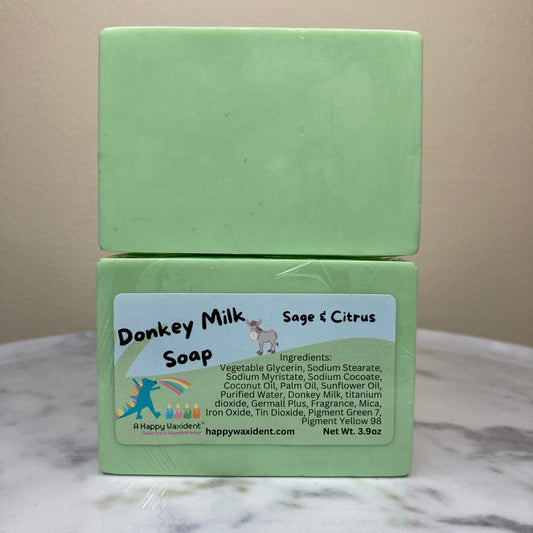 Donkey Milk
Soap
Sage & Citrus
Ingredients:
Vegetable Glycerin, Sodium Stearate,
Sodium Myristate, Sodium Cocoate,
Coconut Oil, Palm Oil, Sunflower Oil,
Purified Water, Donkey Milk, titanium
dioxide, Germall Plus, Fragrance, Mica,
Iron Oxide, Tin Dioxide, Pigment Green 7,
Pigment Yellow 98
A Happy Waxident™
happywaxident.com
Net Wt. 3.9oz